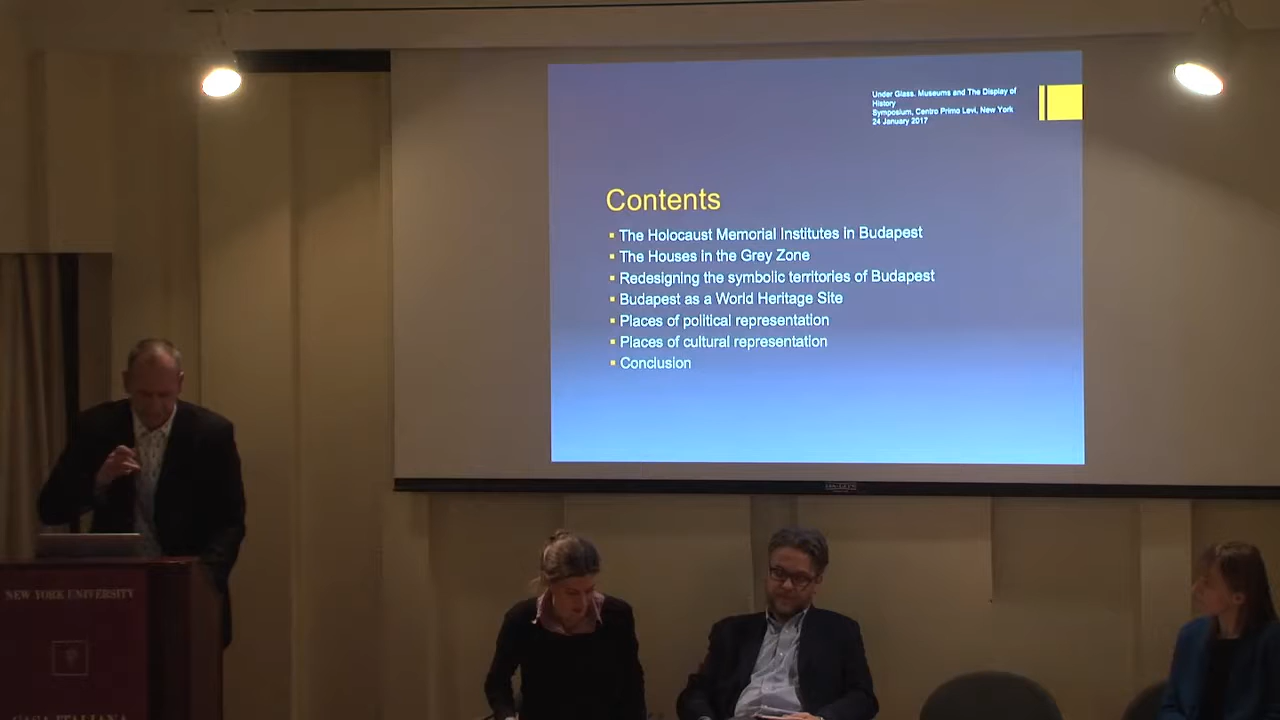 Under Glass. Museums and The Display of
History
Symposium, Centro Primo Levi, New York
24 January 2017
Contents
The Holocaust Memorial Institutes in Budapest
The Houses in the Grey Zone
Redesigning the symbolic territories of Budapest
Budapest as a World Heritage Site
Places of political representation
Places of cultural representation
Conclusion
NEW YORK UNIVERSITY
CASA ITALIANA